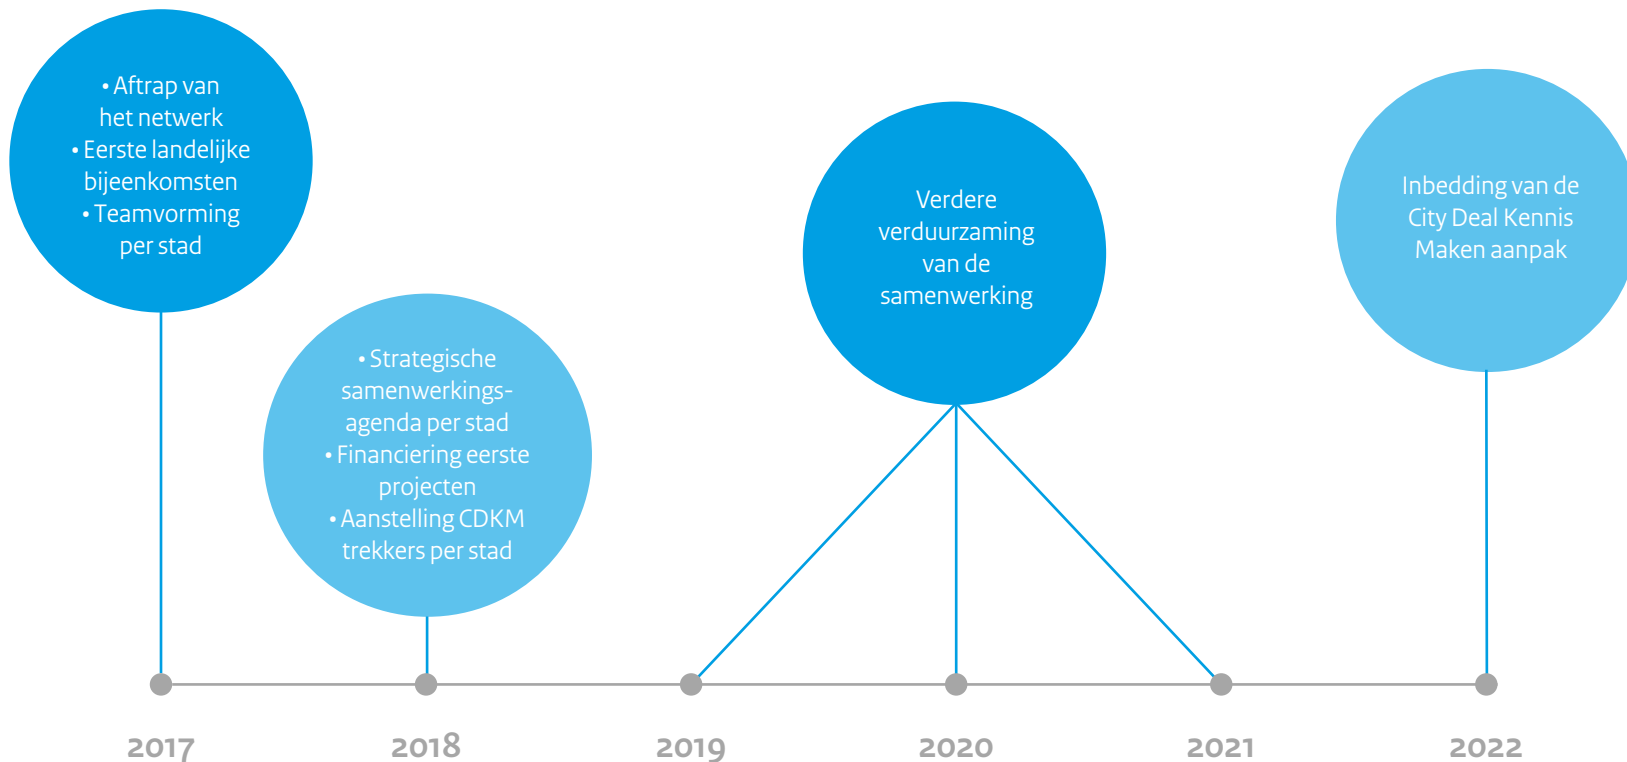 • Aftrap van
het netwerk
• Eerste landelijke
bijeenkomsten
• Teamvorming
per stad
• Strategische
samenwerkings-
agenda per stad
• Financiering eerste
projecten
• Aanstelling CDKM
trekkers per stad
Verdere
verduurzaming
van de
samenwerking
Inbedding van de
City Deal Kennis
Maken aanpak
2017
2018
2019
2020
2021
2022